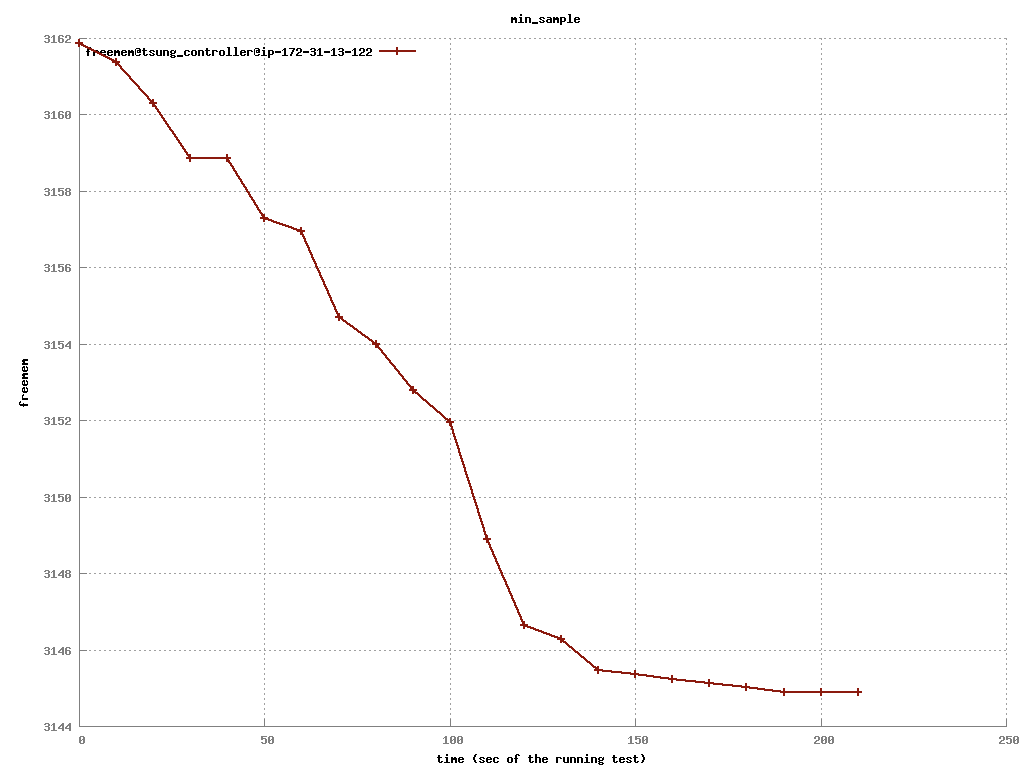 min_sample
freemem@tsung_controller@ip-172-31-13-122
3162
3160
3158
3156
3154
3152
3150
3148
3146
3144
freemem
0 50 100 150 200 250
time (sec of the running test)